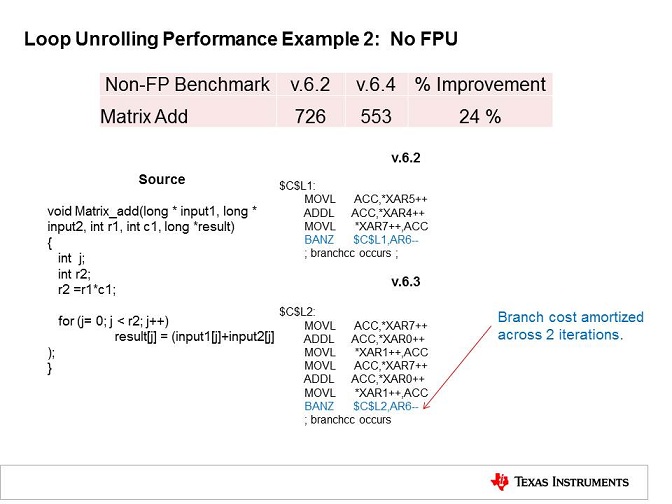 Loop Unrolling Performance Example 2: No FPU
Non-FP Benchmark v.6.2 v.6.4 % Improvement
Matrix Add 726 553 24 %
Source
void Matrix_add(long * input1, long *
input2, int r1, int c1, long *result)
{
int j;
int r2;
r2 =r1*c1;
for (j= 0; j < r2; j++)
result[j] = (input1[j]+input2[j]
);
}
v.6.2
$C$L1:
MOVL ACC,*XAR5++
ADDL ACC,*XAR4++
MOVL *XAR7++,ACC
BANZ $C$L1,AR6--
; branchcc occurs ;
v.6.3
$C$L2:
MOVL ACC,*XAR7++
ADDL ACC,*XAR0++
MOVL *XAR1++,ACC
MOVL ACC,*XAR7++
ADDL ACC,*XAR0++
MOVL *XAR1++,ACC
BANZ $C$L2,AR6--
; branchcc occurs
Branch cost amortized
across 2 iterations.
TEXAS INSTRUMENTS